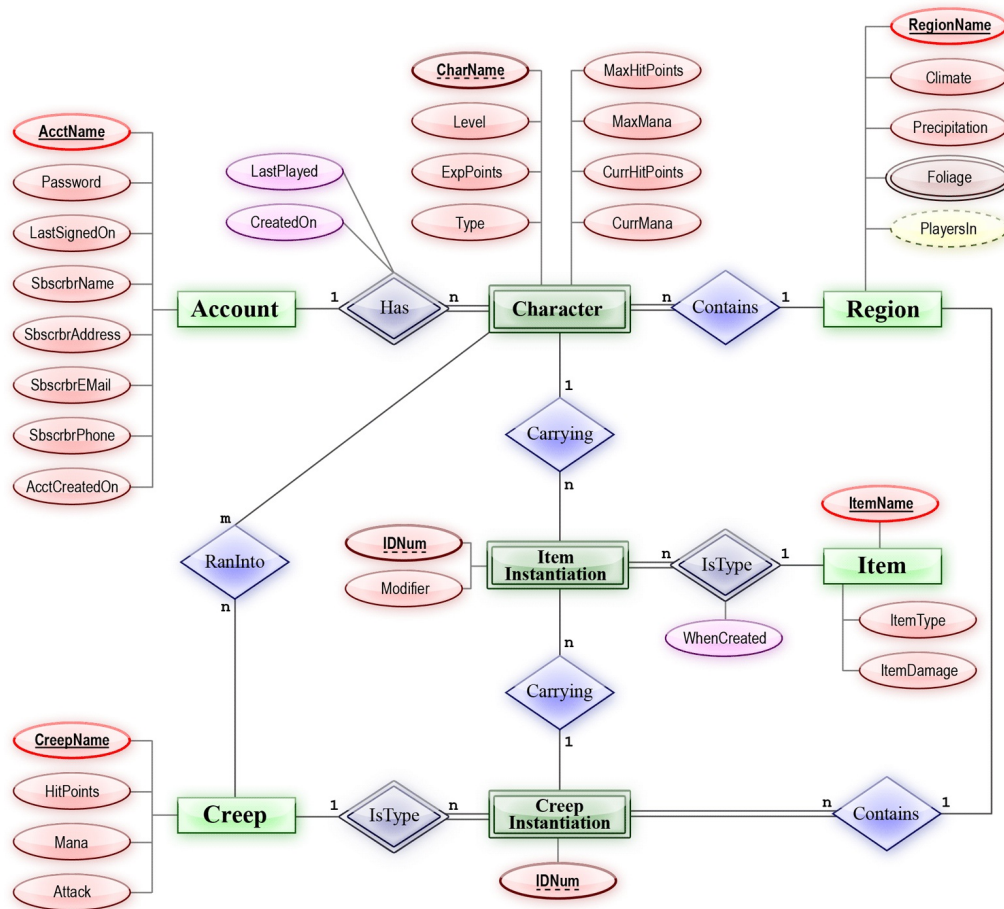 RegionName
CharName
MaxHitPoints
Climate
AcctName
Level
MaxMana
Precipitation
Password
LastPlayed
ExpPoints
CurrHitPoints
Foliage
LastSignedOn
CreatedOn
Type
CurrMana
PlayersIn
SbscrbrName
Account
1
Has
n
Character
n
Contains
1
Region
SbscrbrAddress
SbscrbrEMail
1
SbscrbrPhone
Carrying
AcctCreatedOn
n
m
ItemName
RanInto
IDNum
Modifier
Item
Instantiation
n
IsType
1
Item
n
WhenCreated
ItemType
n
ItemDamage
Carrying
1
CreepName
HitPoints
Mana
Attack
Creep
1
IsType
n
Creep
Instantiation
n
Contains
1
IDNum